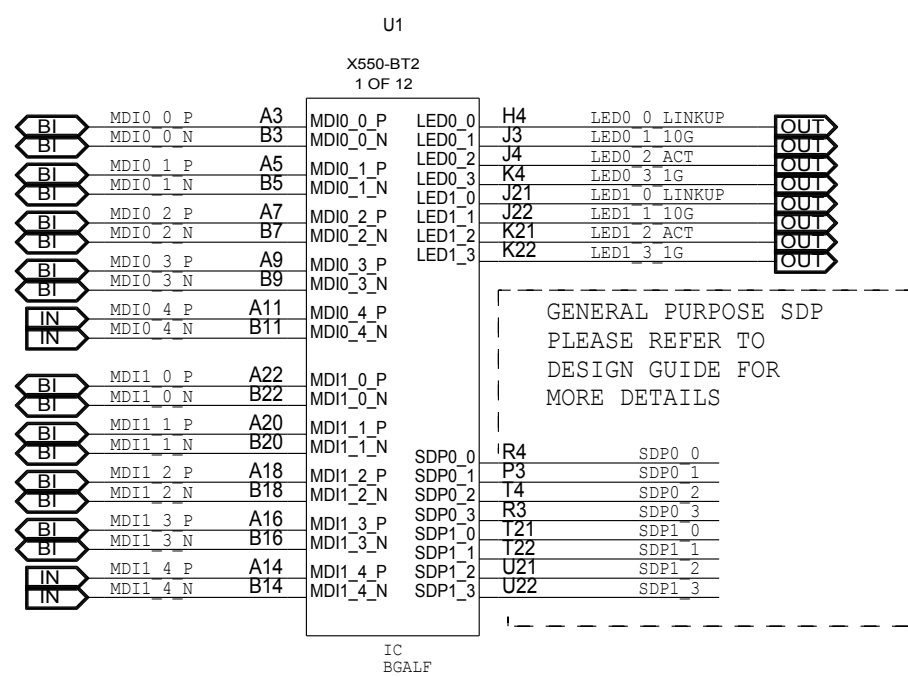 U1
X550-BT2
1 OF 12
BI MDI0_0_P A3 MDI0_0_P LED0_0 H4 LED0_0_LINKUP OUT
BI MDI0_0_N B3 MDI0_0_N LED0_1 J3 LED0_1_10G OUT
BI MDI0_1_P A5 MDI0_1_P LED0_2 J4 LED0_2_ACT OUT
BI MDI0_1_N B5 MDI0_1_N LED0_3 K4 LED0_3_1G OUT
BI MDI0_2_P A7 MDI0_2_P LED1_0 J21 LED1_0_LINKUP OUT
BI MDI0_2_N B7 MDI0_2_N LED1_1 J22 LED1_1_10G OUT
BI MDI0_3_P A9 MDI0_3_P LED1_2 K21 LED1_2_ACT OUT
BI MDI0_3_N B9 MDI0_3_N LED1_3 K22 LED1_3_1G OUT
IN MDI0_4_P A11 MDI0_4_P
IN MDI0_4_N B11 MDI0_4_N
GENERAL PURPOSE SDP
PLEASE REFER TO
DESIGN GUIDE FOR
MORE DETAILS
BI MDI1_0_P A22 MDI1_0_P
BI MDI1_0_N B22 MDI1_0_N
BI MDI1_1_P A20 MDI1_1_P
BI MDI1_1_N B20 MDI1_1_N SDP0_0 R4 SDP0_0
BI MDI1_2_P A18 MDI1_2_P SDP0_1 P3 SDP0_1
BI MDI1_2_N B18 MDI1_2_N SDP0_2 T4 SDP0_2
BI MDI1_3_P A16 MDI1_3_P SDP0_3 R3 SDP0_3
BI MDI1_3_N B16 MDI1_3_N SDP1_0 T21 SDP1_0
SDP1_1 T22 SDP1_1
IN MDI1_4_P A14 MDI1_4_P SDP1_2 U21 SDP1_2
IN MDI1_4_N B14 MDI1_4_N SDP1_3 U22 SDP1_3
IC
BGALF